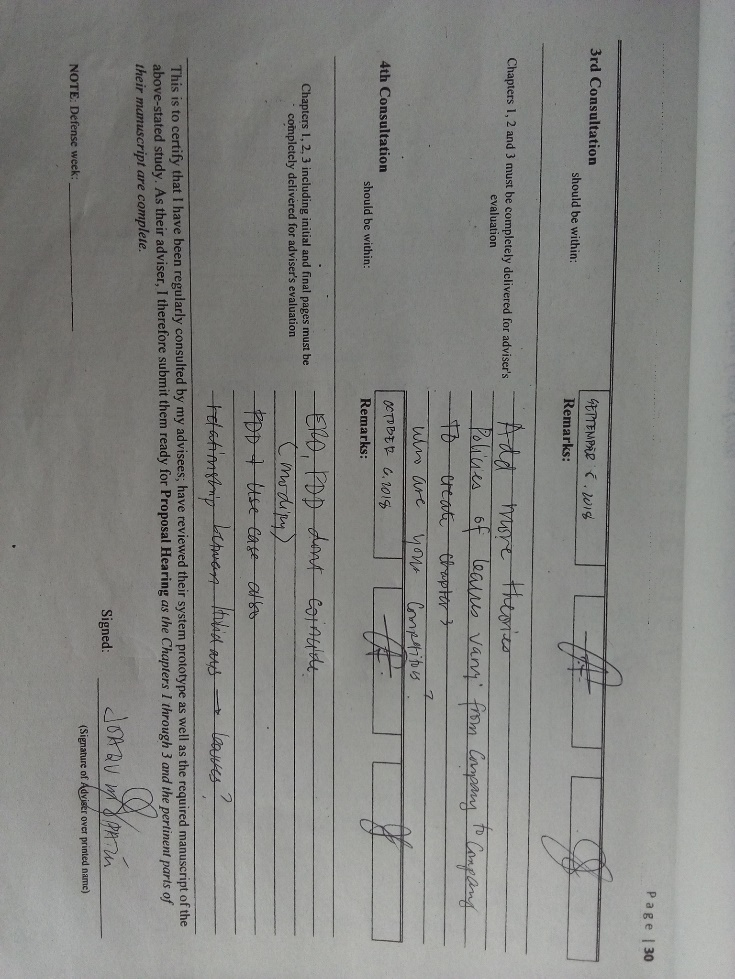 Page | 30
3rd Consultation
should be within:
SEPTEMBER 6, 2018
Remarks:
Chapters 1, 2 and 3 must be completely delivered for adviser's
evaluation
Add more theories
Policies of leaves vary from Company to Company
To create chapter 3
Who are your Competitors?
4th Consultation
should be within:
OCTOBER 6, 2018
Remarks:
Chapters 1, 2, 3 including initial and final pages must be
completely delivered for adviser's evaluation
ERD, PDD dont Coincide.
(modify)
PDD + Use case also
relationship between → leaves?
This is to certify that I have been regularly consulted by my advisees; have reviewed their system prototype as well as the required manuscript of the
above-stated study. As their adviser, I therefore submit them ready for Proposal Hearing as the Chapters 1 through 3 and the pertinent parts of
their manuscript are complete.
Signed:
(Signature of Adviser over printed name)
NOTE: Defense week: